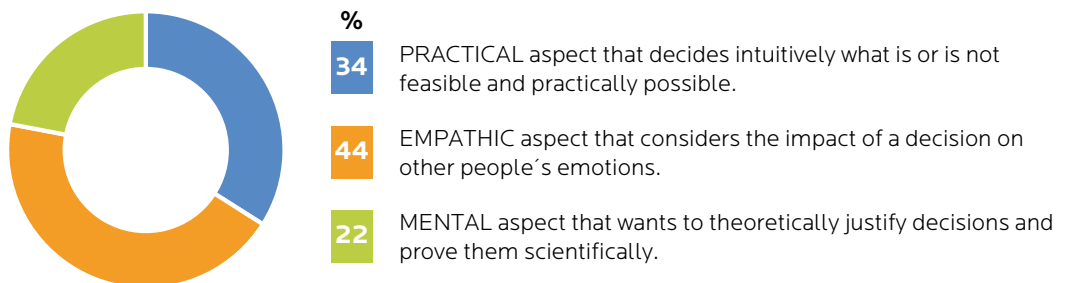 %
34 PRACTICAL aspect that decides intuitively what is or is not
feasible and practically possible.
44 EMPATHIC aspect that considers the impact of a decision on
other people´s emotions.
22 MENTAL aspect that wants to theoretically justify decisions and
prove them scientifically.